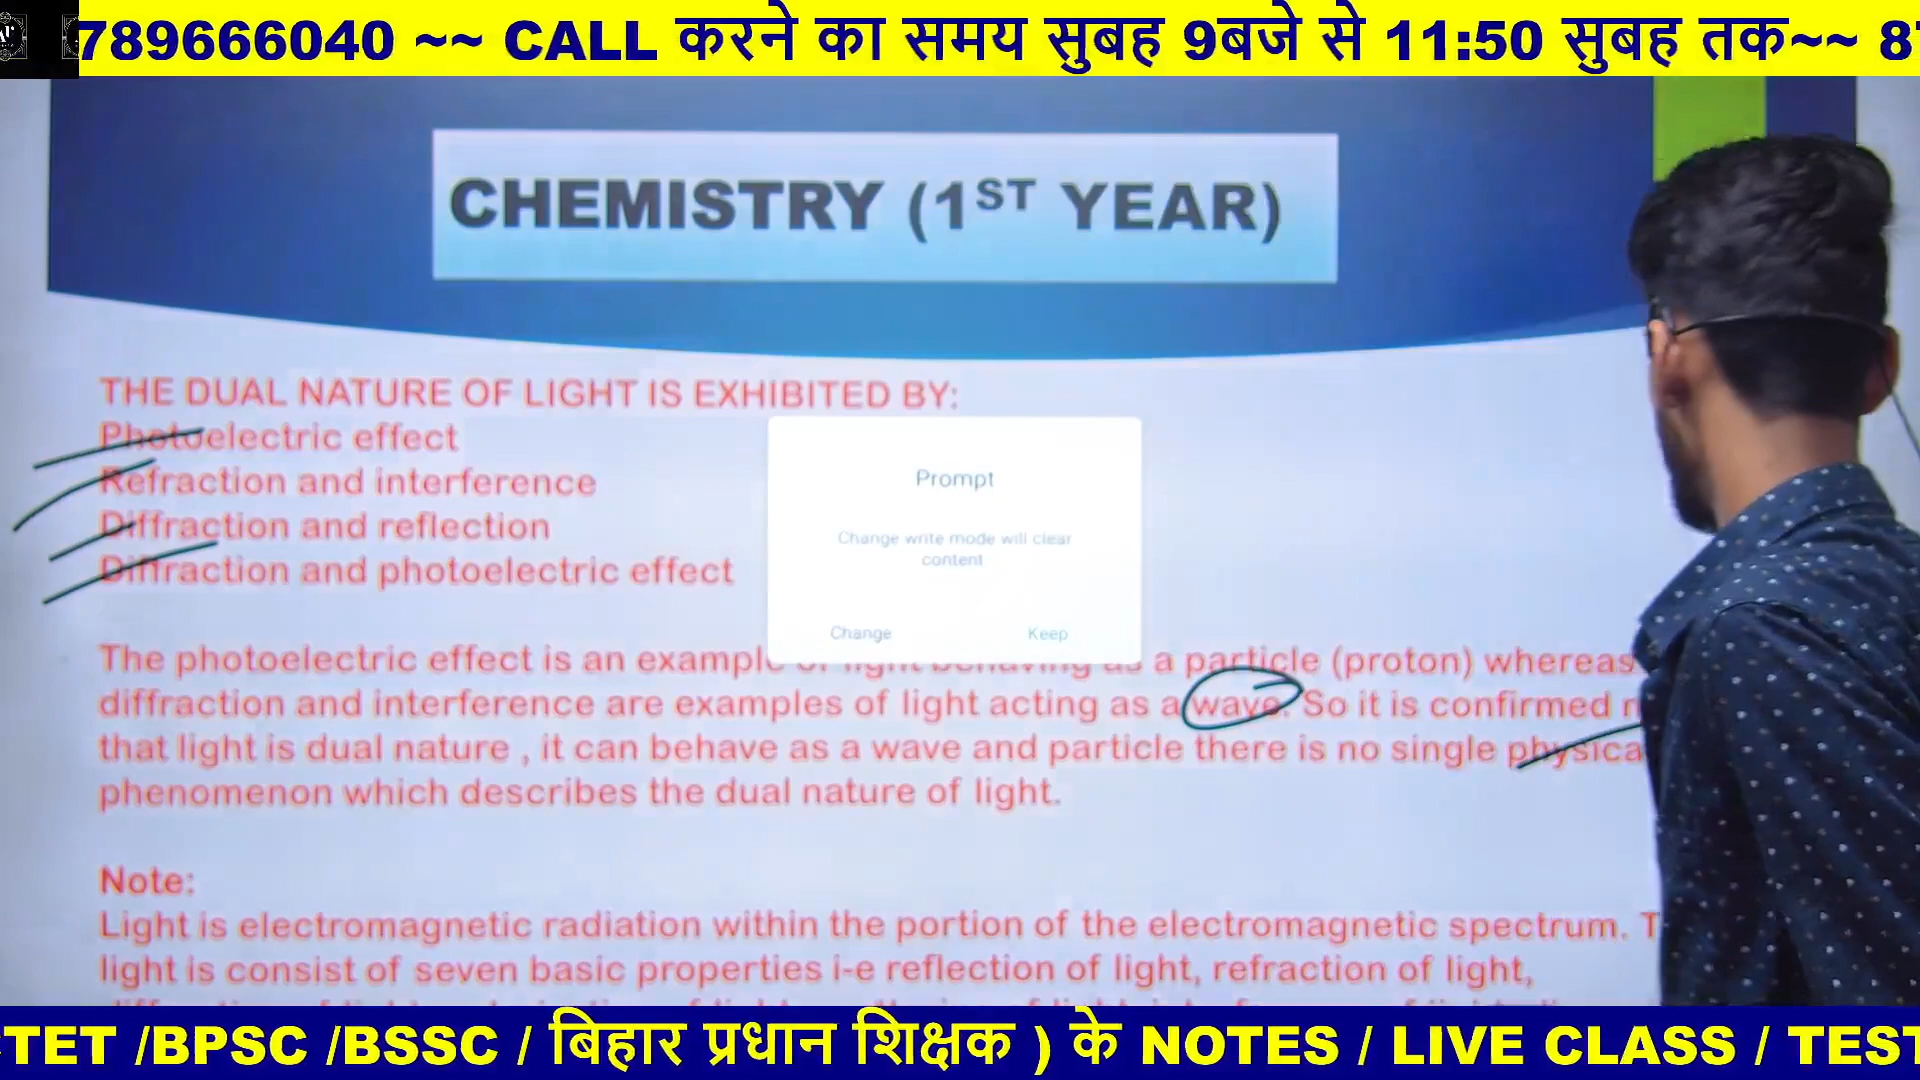 789666040 ~~ CALL करने का समय सुबह 9बजे से 11:50 सुबह तक~~ 87
CHEMISTRY (1ST YEAR)
THE DUAL NATURE OF LIGHT IS EXHIBITED BY:
Photoelectric effect
Refraction and interference
Diffraction and reflection
Diffraction and photoelectric effect
Prompt
Change write mode will clear
content
Change Keep
The photoelectric effect is an example of light behaving as a particle (proton) whereas
diffraction and interference are examples of light acting as a wave. So it is confirmed
that light is dual nature , it can behave as a wave and particle there is no single physica
phenomenon which describes the dual nature of light.
Note:
Light is electromagnetic radiation within the portion of the electromagnetic spectrum. T
light is consist of seven basic properties i-e reflection of light, refraction of light,
CTET /BPSC /BSSC / बिहार प्रधान शिक्षक ) के NOTES / LIVE CLASS / TEST